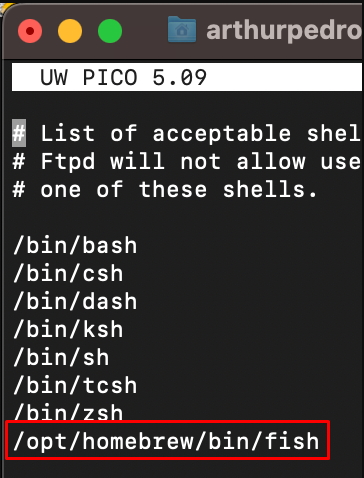 arthurpedro
UW PICO 5.09
# List of acceptable shel
# Ftpd will not allow use
# one of these shells.
/bin/bash
/bin/csh
/bin/dash
/bin/ksh
/bin/sh
/bin/tcsh
/bin/zsh
/opt/homebrew/bin/fish